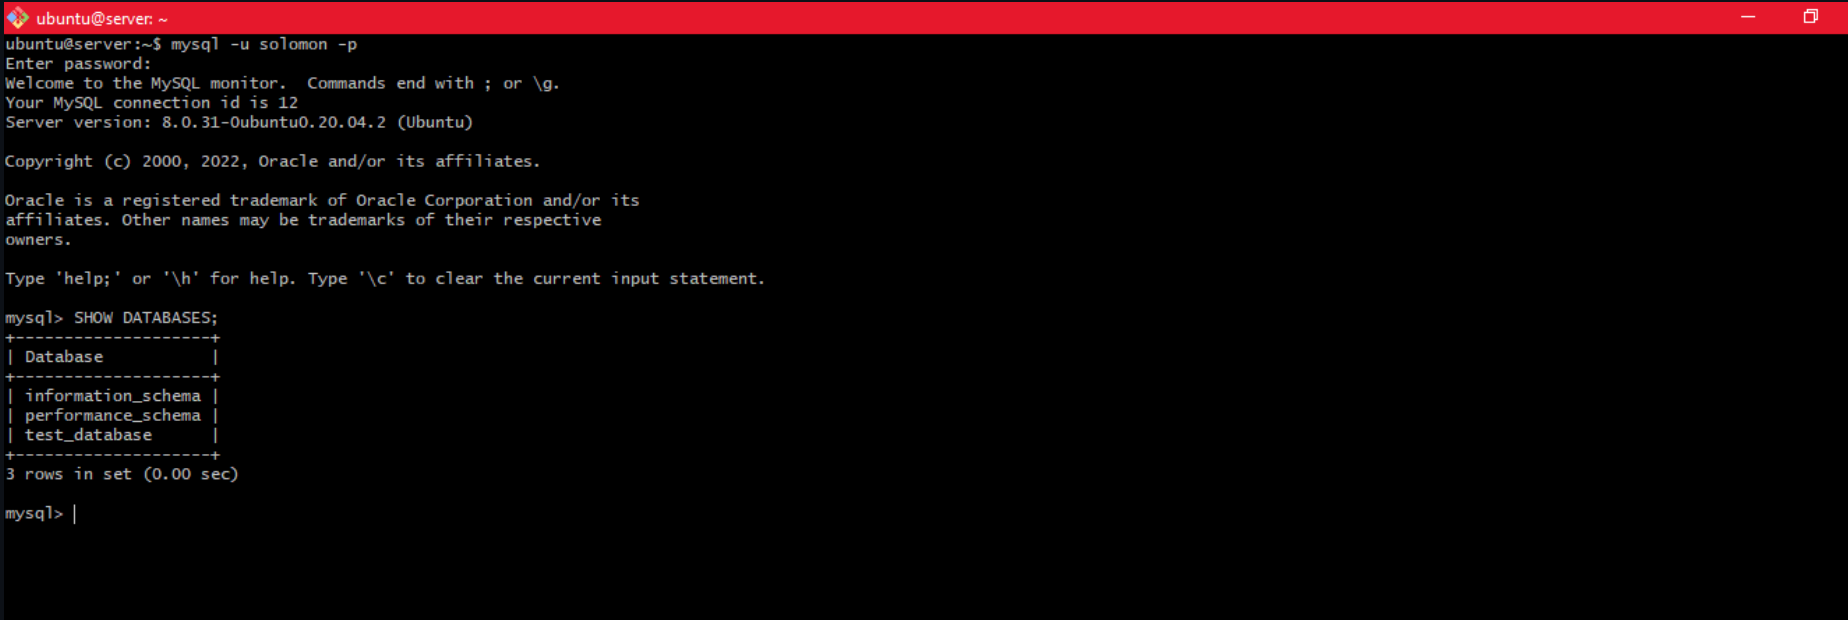 ubuntu@server: ~
ubuntu@server:~$ mysql -u solomon -p
Enter password:
Welcome to the MySQL monitor.  Commands end with ; or \g.
Your MySQL connection id is 12
Server version: 8.0.31-0ubuntu0.20.04.2 (Ubuntu)

Copyright (c) 2000, 2022, Oracle and/or its affiliates.

Oracle is a registered trademark of Oracle Corporation and/or its
affiliates. Other names may be trademarks of their respective
owners.

Type 'help;' or '\h' for help. Type '\c' to clear the current input statement.

mysql> SHOW DATABASES;
+--------------------+
| Database           |
+--------------------+
| information_schema |
| performance_schema |
| test_database      |
+--------------------+
3 rows in set (0.00 sec)

mysql>